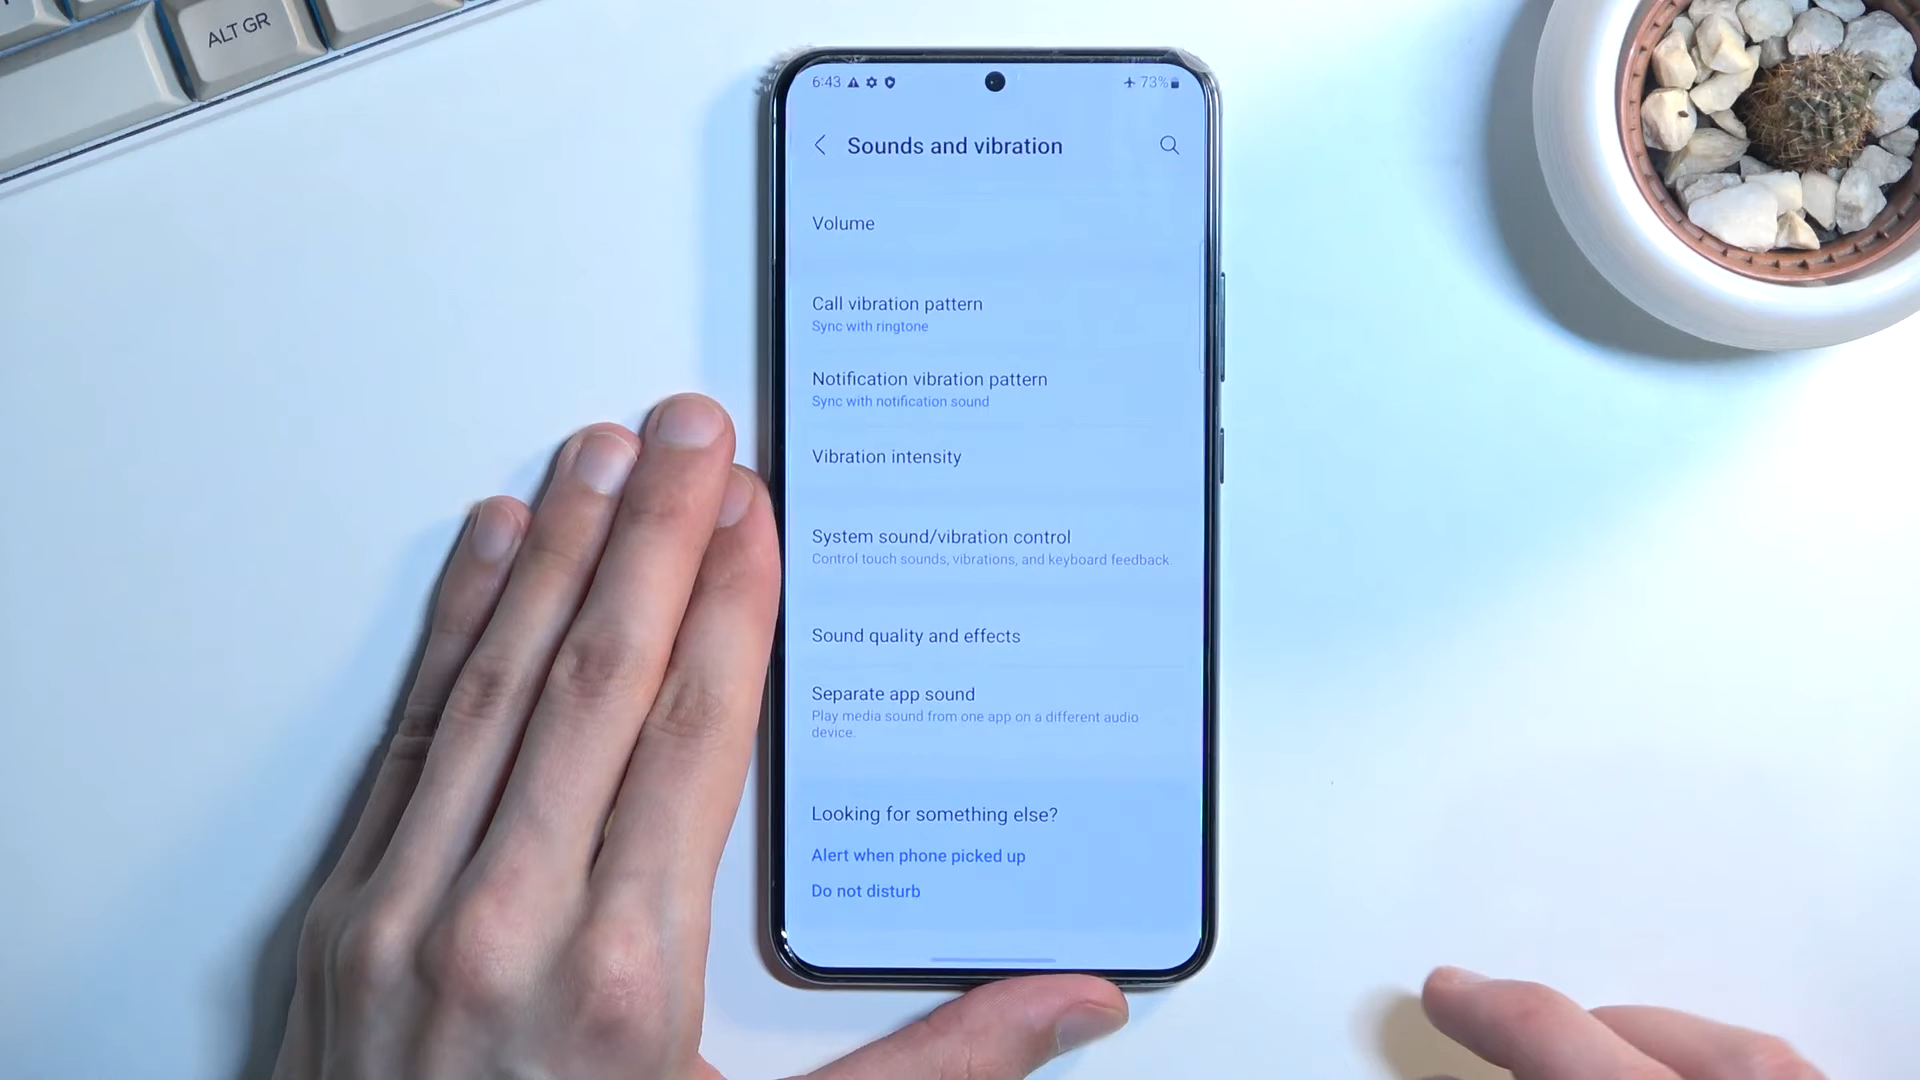 ALT GR
6:43
73%
Sounds and vibration
Volume
Call vibration pattern
Sync with ringtone
Notification vibration pattern
Sync with notification sound
Vibration intensity
System sound/vibration control
Control touch sounds, vibrations, and keyboard feedback.
Sound quality and effects
Separate app sound
Play media sound from one app on a different audio
device.
Looking for something else?
Alert when phone picked up
Do not disturb